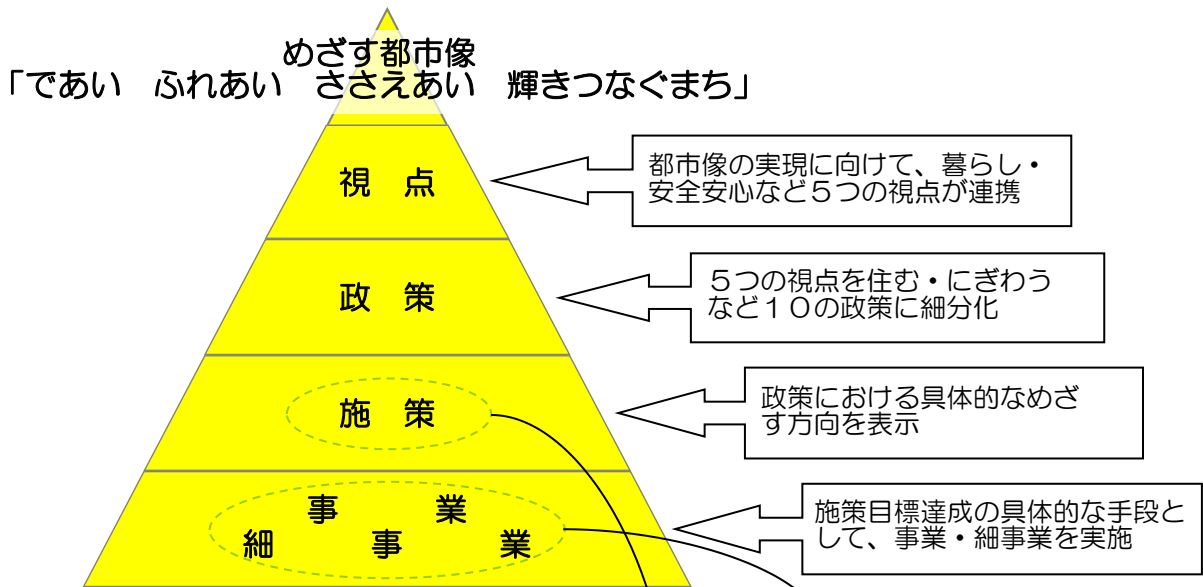 めざす都市像
「であい　ふれあい　ささえあい　輝きつなぐまち」
視　点
都市像の実現に向けて、暮らし・
安全安心など５つの視点が連携
政　策
５つの視点を住む・にぎわう
など１０の政策に細分化
施　策
政策における具体的なめざ
す方向を表示
事　　　業
細　　　事　　　業
施策目標達成の具体的な手段と
して、事業・細事業を実施